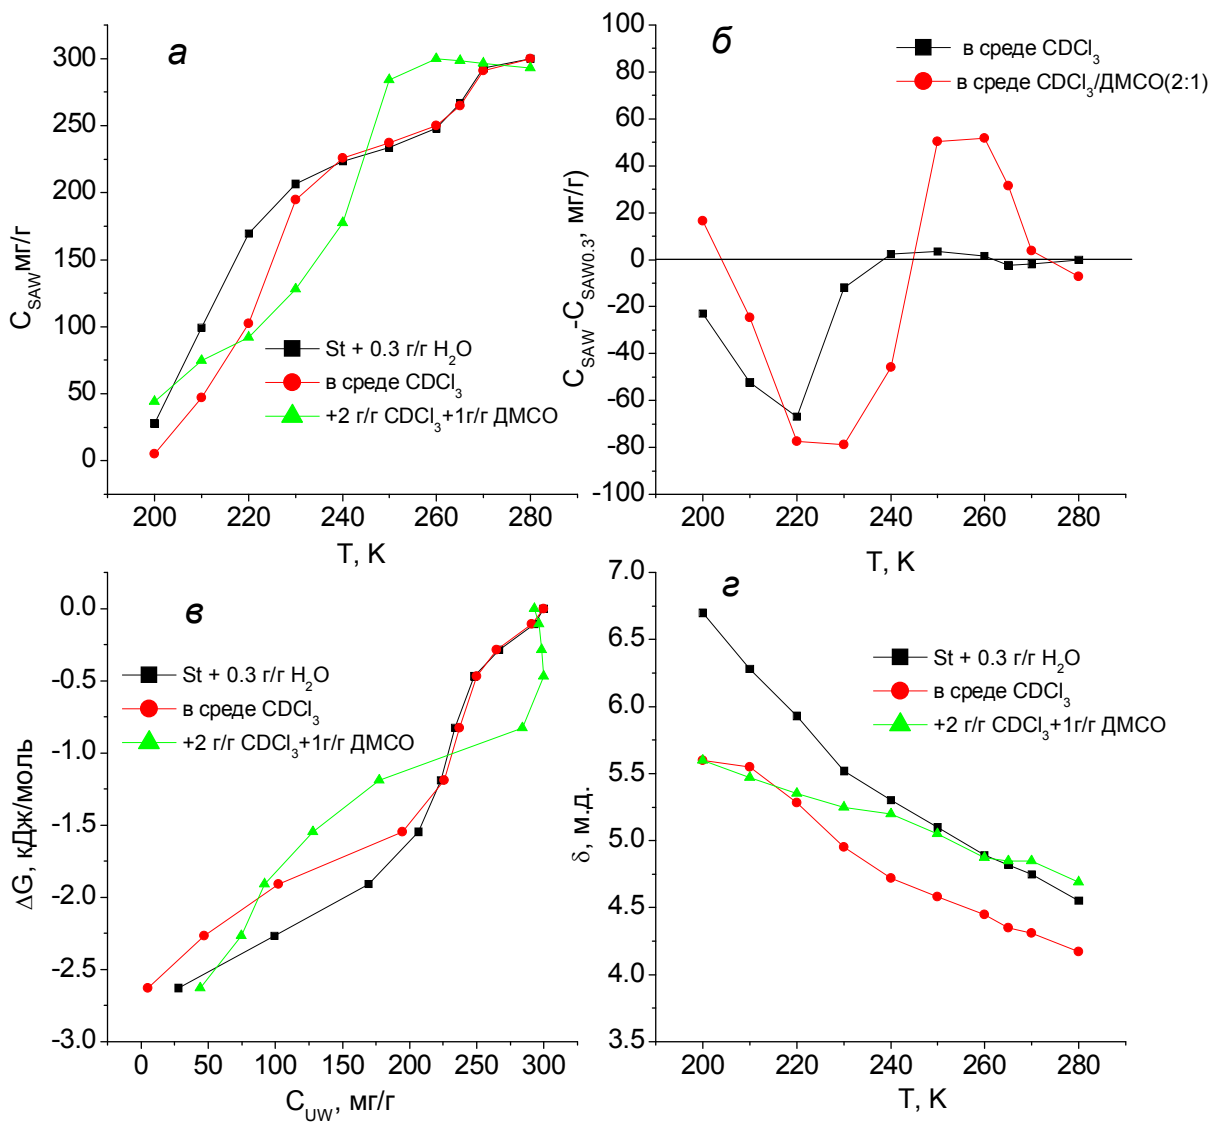 а
C_SAW мг/г
300
250
200
150
100
50
0
200 220 240 260 280
T, K
St + 0.3 г/г H₂O
в среде CDCl₃
+2 г/г CDCl₃+1г/г ДМСО
б
C_SAW-C_SAW0.3, мг/г)
100
80
60
40
20
0
-20
-40
-60
-80
-100
200 220 240 260 280
T, K
в среде CDCl₃
в среде CDCl₃/ДМСО(2:1)
в
ΔG, кДж/моль
0.0
-0.5
-1.0
-1.5
-2.0
-2.5
-3.0
0 50 100 150 200 250 300
C_UW, мг/г
St + 0.3 г/г H₂O
в среде CDCl₃
+2 г/г CDCl₃+1г/г ДМСО
г
δ, м.д.
7.0
6.5
6.0
5.5
5.0
4.5
4.0
3.5
200 220 240 260 280
T, K
St + 0.3 г/г H₂O
в среде CDCl₃
+2 г/г CDCl₃+1г/г ДМСО